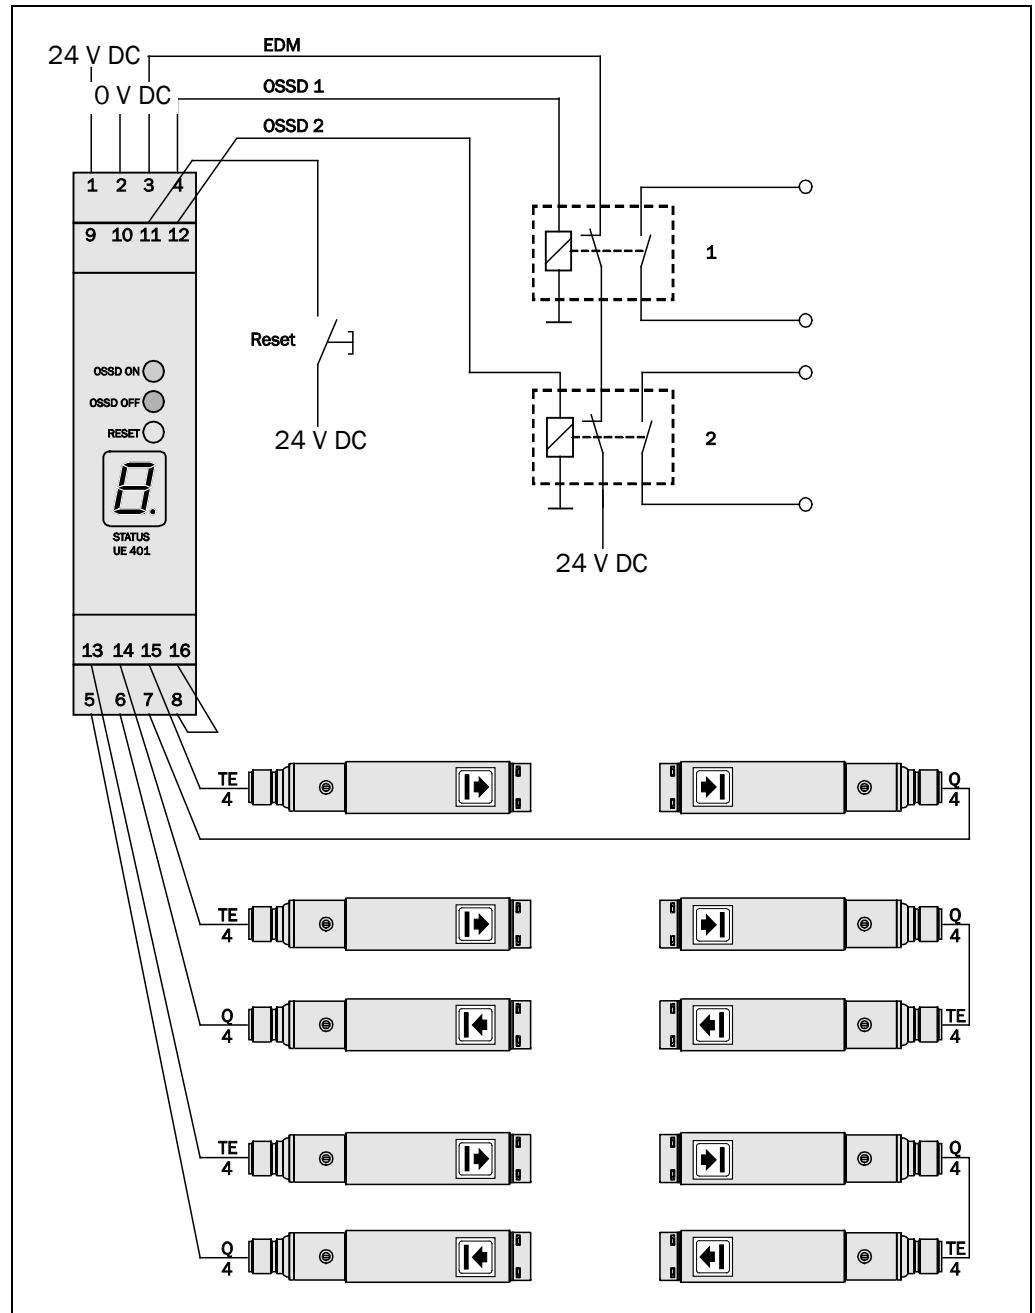 24 V DC
EDM
0 V DC
OSSD 1
OSSD 2
1 2 3 4
9 10 11 12
1
Reset
24 V DC
2
24 V DC
OSSD ON
OSSD OFF
RESET
8.
STATUS
UE 401
13 14 15 16
5 6 7 8
TE
4
Q
4
TE
4
Q
4
Q
4
TE
4
TE
4
Q
4
Q
4
TE
4